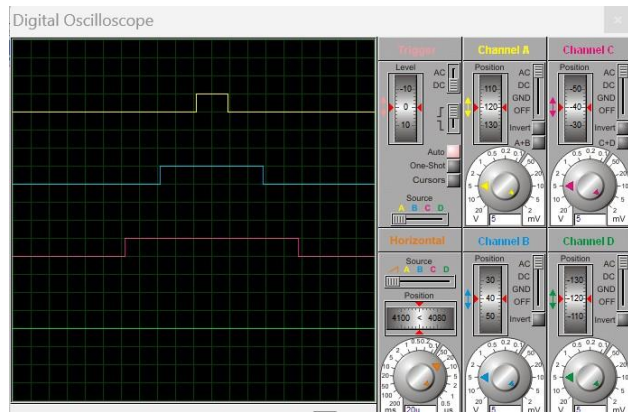 Digital Oscilloscope
Trigger
Level
AC
DC
-10
0
10
Auto
One-Shot
Cursors
Source
A B C D
Channel A
Position
AC
DC
GND
OFF
Invert
A+B
110
-120
-130
V 5 mV
Channel C
Position
AC
DC
GND
OFF
Invert
C+D
-50
-40
-30
V 5 mV
Horizontal
Source
A B C D
Position
4100 < 4080
ms 20u us
Channel B
Position
AC
DC
GND
OFF
Invert
30
40
50
V 5 mV
Channel D
Position
AC
DC
GND
OFF
Invert
-130
-120
-110
V 5 mV